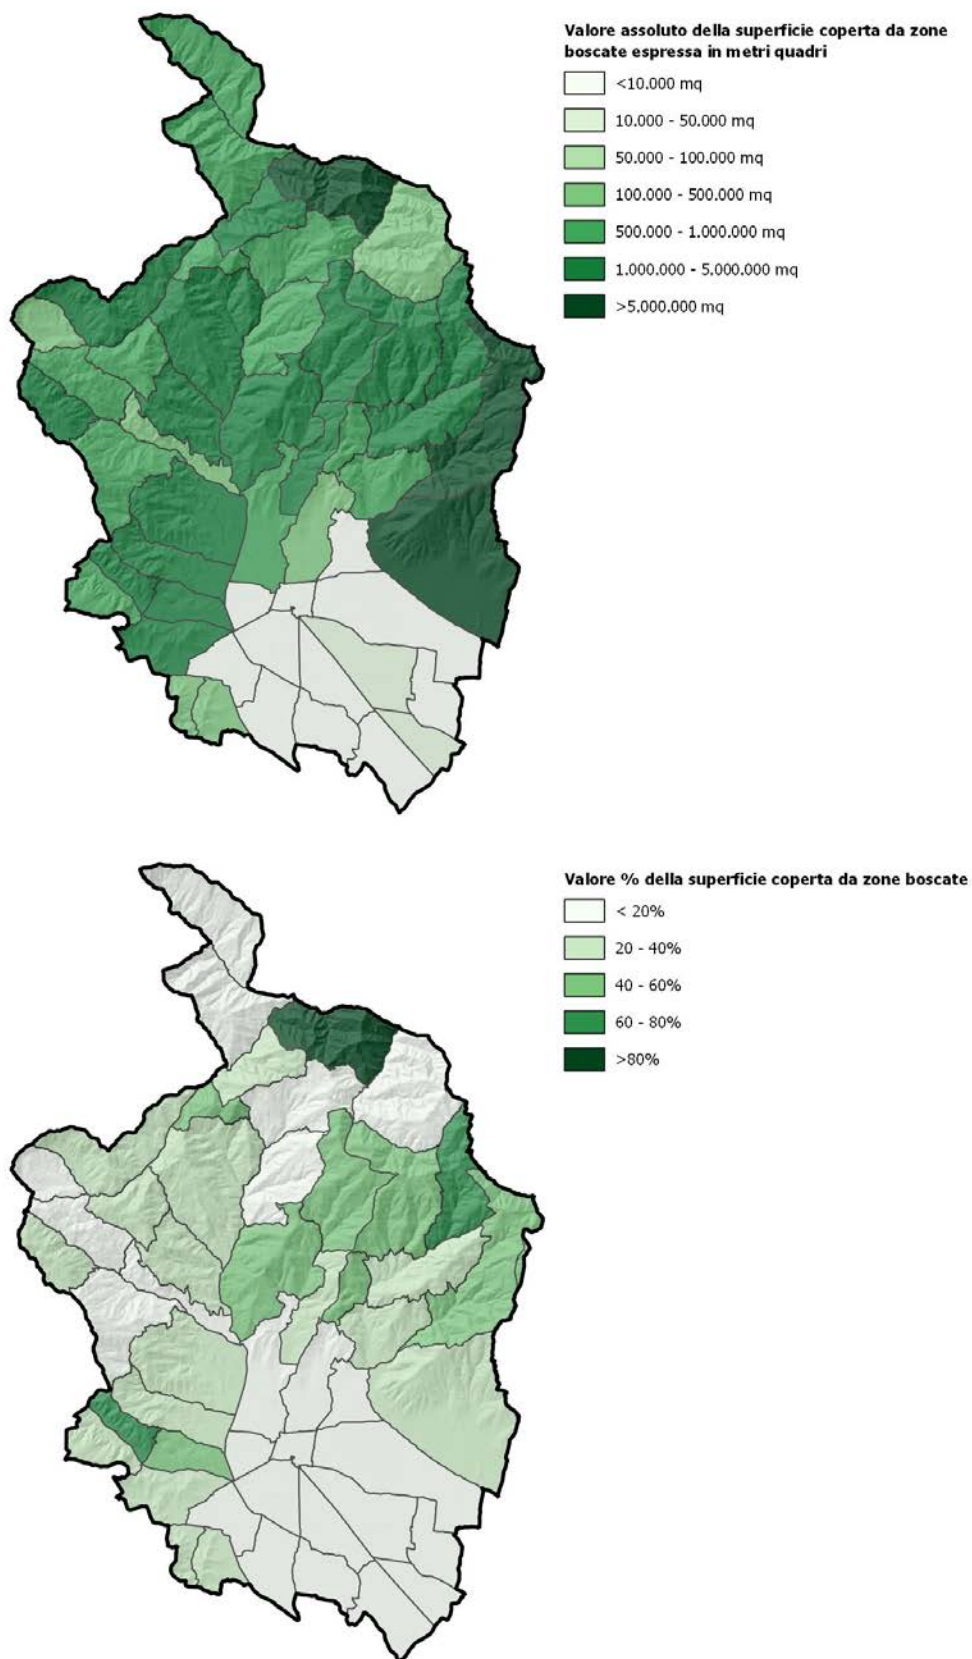 Valore assoluto della superficie coperta da zone
boscate espressa in metri quadri
<10.000 mq
10.000 - 50.000 mq
50.000 - 100.000 mq
100.000 - 500.000 mq
500.000 - 1.000.000 mq
1.000.000 - 5.000.000 mq
>5.000.000 mq
Valore % della superficie coperta da zone boscate
< 20%
20 - 40%
40 - 60%
60 - 80%
>80%